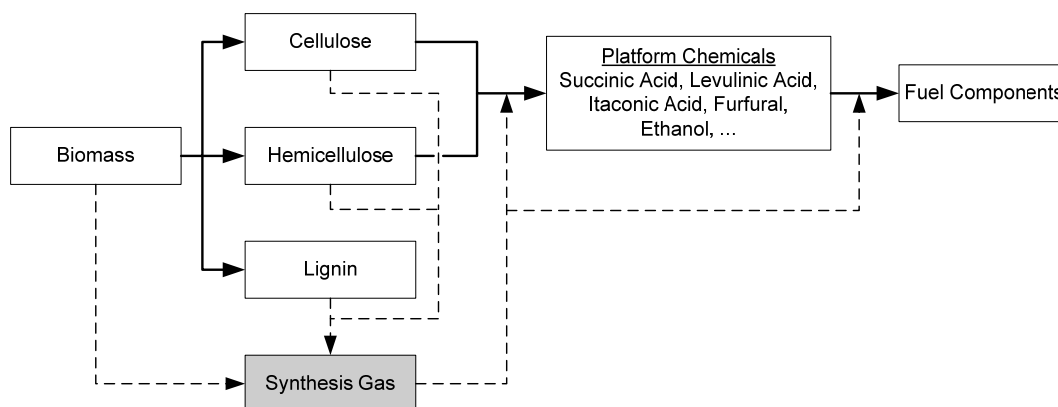 Cellulose
Platform Chemicals
Succinic Acid, Levulinic Acid,
Itaconic Acid, Furfural,
Ethanol, ...
Fuel Components
Biomass
Hemicellulose
Lignin
Synthesis Gas